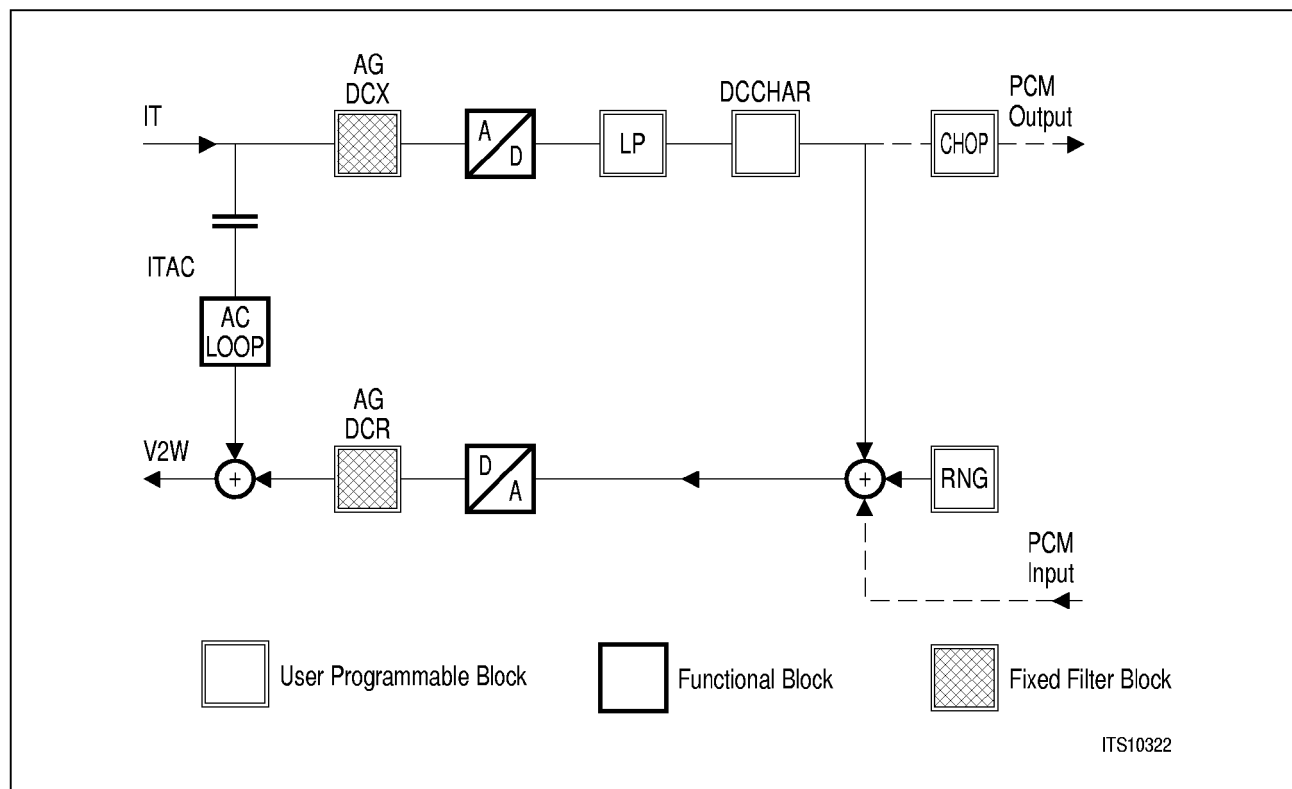 AG
DCX
DCCHAR
PCM
Output
IT
A
D
LP
CHOP
ITAC
AC
LOOP
AG
DCR
V2W
+
D
A
+
RNG
PCM
Input
User Programmable Block
Functional Block
Fixed Filter Block
ITS10322